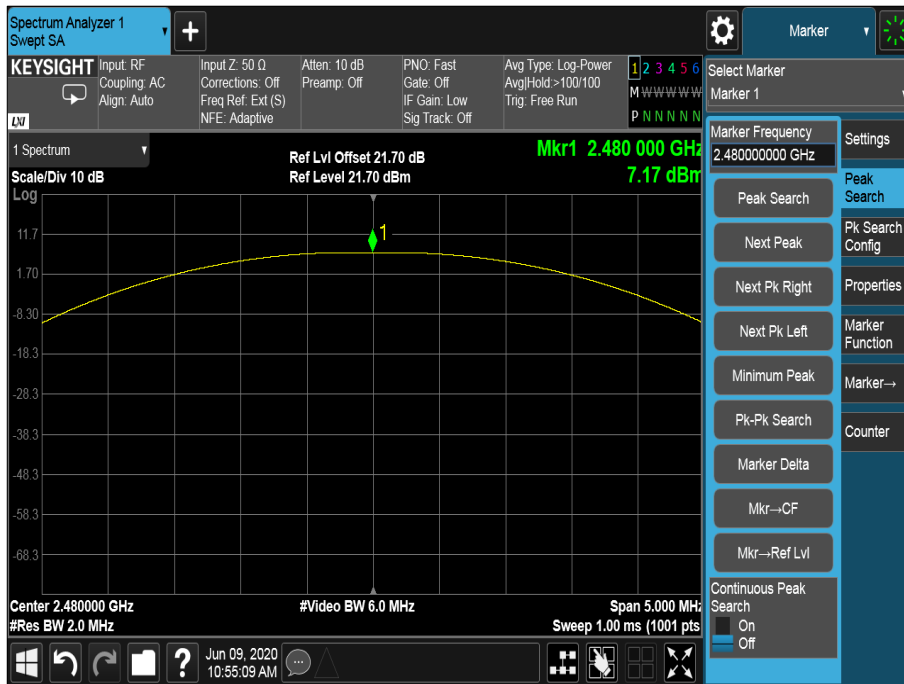 Spectrum Analyzer 1
Swept SA
+
Marker
KEYSIGHT
LXI
Input: RF
Coupling: AC
Align: Auto
Input Z: 50 Ω
Corrections: Off
Freq Ref: Ext (S)
NFE: Adaptive
Atten: 10 dB
Preamp: Off
PNO: Fast
Gate: Off
IF Gain: Low
Sig Track: Off
Avg Type: Log-Power
Avg|Hold:>100/100
Trig: Free Run
1 2 3 4 5 6
M W W W W W
P N N N N N
Select Marker
Marker 1
1 Spectrum
Scale/Div 10 dB
Log
Ref Lvl Offset 21.70 dB
Ref Level 21.70 dBm
Mkr1 2.480 000 GHz
7.17 dBm
1
11.7
1.70
-8.30
-18.3
-28.3
-38.3
-48.3
-58.3
-68.3
Center 2.480000 GHz
#Res BW 2.0 MHz
#Video BW 6.0 MHz
Span 5.000 MHz
Sweep 1.00 ms (1001 pts
Marker Frequency
2.480000000 GHz
Peak Search
Next Peak
Next Pk Right
Next Pk Left
Minimum Peak
Pk-Pk Search
Marker Delta
Mkr→CF
Mkr→Ref Lvl
Continuous Peak
Search
On
Off
Settings
Peak
Search
Pk Search
Config
Properties
Marker
Function
Marker→
Counter
?
Jun 09, 2020
10:55:09 AM